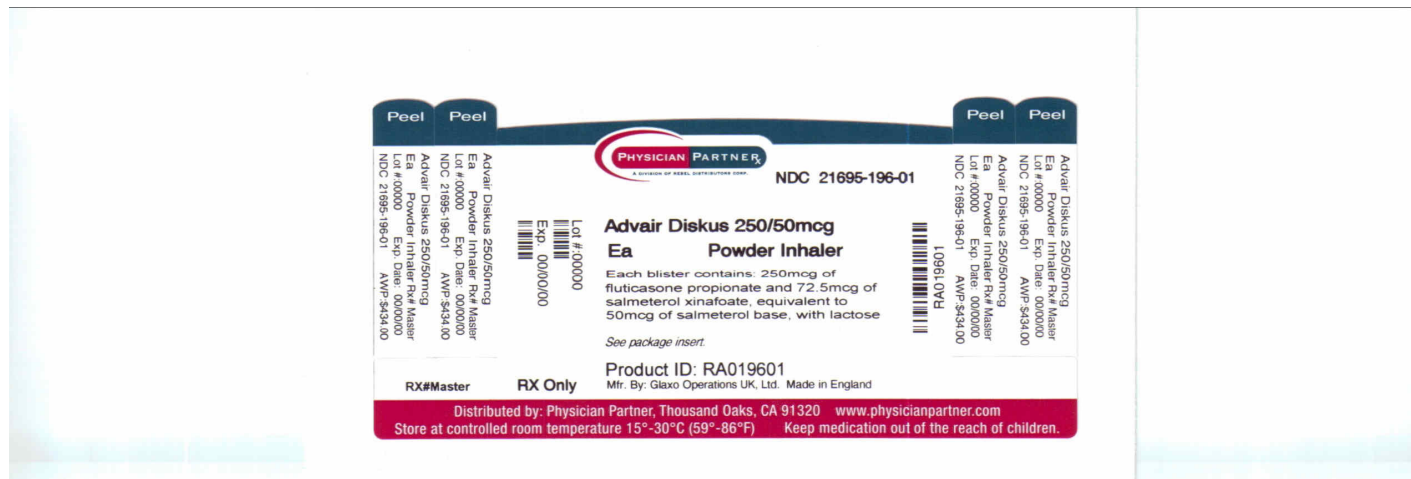 Peel Peel
Advair Diskus 250/50mcg
Ea Powder Inhaler Rx# Master
Lot #:00000 Exp. Date: 00/00/00
NDC 21695-196-01 AWP:$434.00
Advair Diskus 250/50mcg
Ea Powder Inhaler Rx# Master
Lot #:00000 Exp. Date: 00/00/00
NDC 21695-196-01 AWP:$434.00
RX#Master
Lot #:00000
Exp. 00/00/00
RX Only
PHYSICIAN PARTNERx
A DIVISION OF REBEL DISTRIBUTORS CORP.
NDC 21695-196-01
Advair Diskus 250/50mcg
Ea Powder Inhaler
Each blister contains: 250mcg of
fluticasone propionate and 72.5mcg of
salmeterol xinafoate, equivalent to
50mcg of salmeterol base, with lactose
See package insert.
Product ID: RA019601
Mfr. By: Glaxo Operations UK, Ltd. Made in England
RA019601
Peel Peel
Advair Diskus 250/50mcg
Ea Powder Inhaler Rx# Master
Lot #:00000 Exp. Date: 00/00/00
NDC 21695-196-01 AWP:$434.00
Advair Diskus 250/50mcg
Ea Powder Inhaler Rx# Master
Lot #:00000 Exp. Date: 00/00/00
NDC 21695-196-01 AWP:$434.00
Distributed by: Physician Partner, Thousand Oaks, CA 91320 www.physicianpartner.com
Store at controlled room temperature 15°-30°C (59°-86°F) Keep medication out of the reach of children.